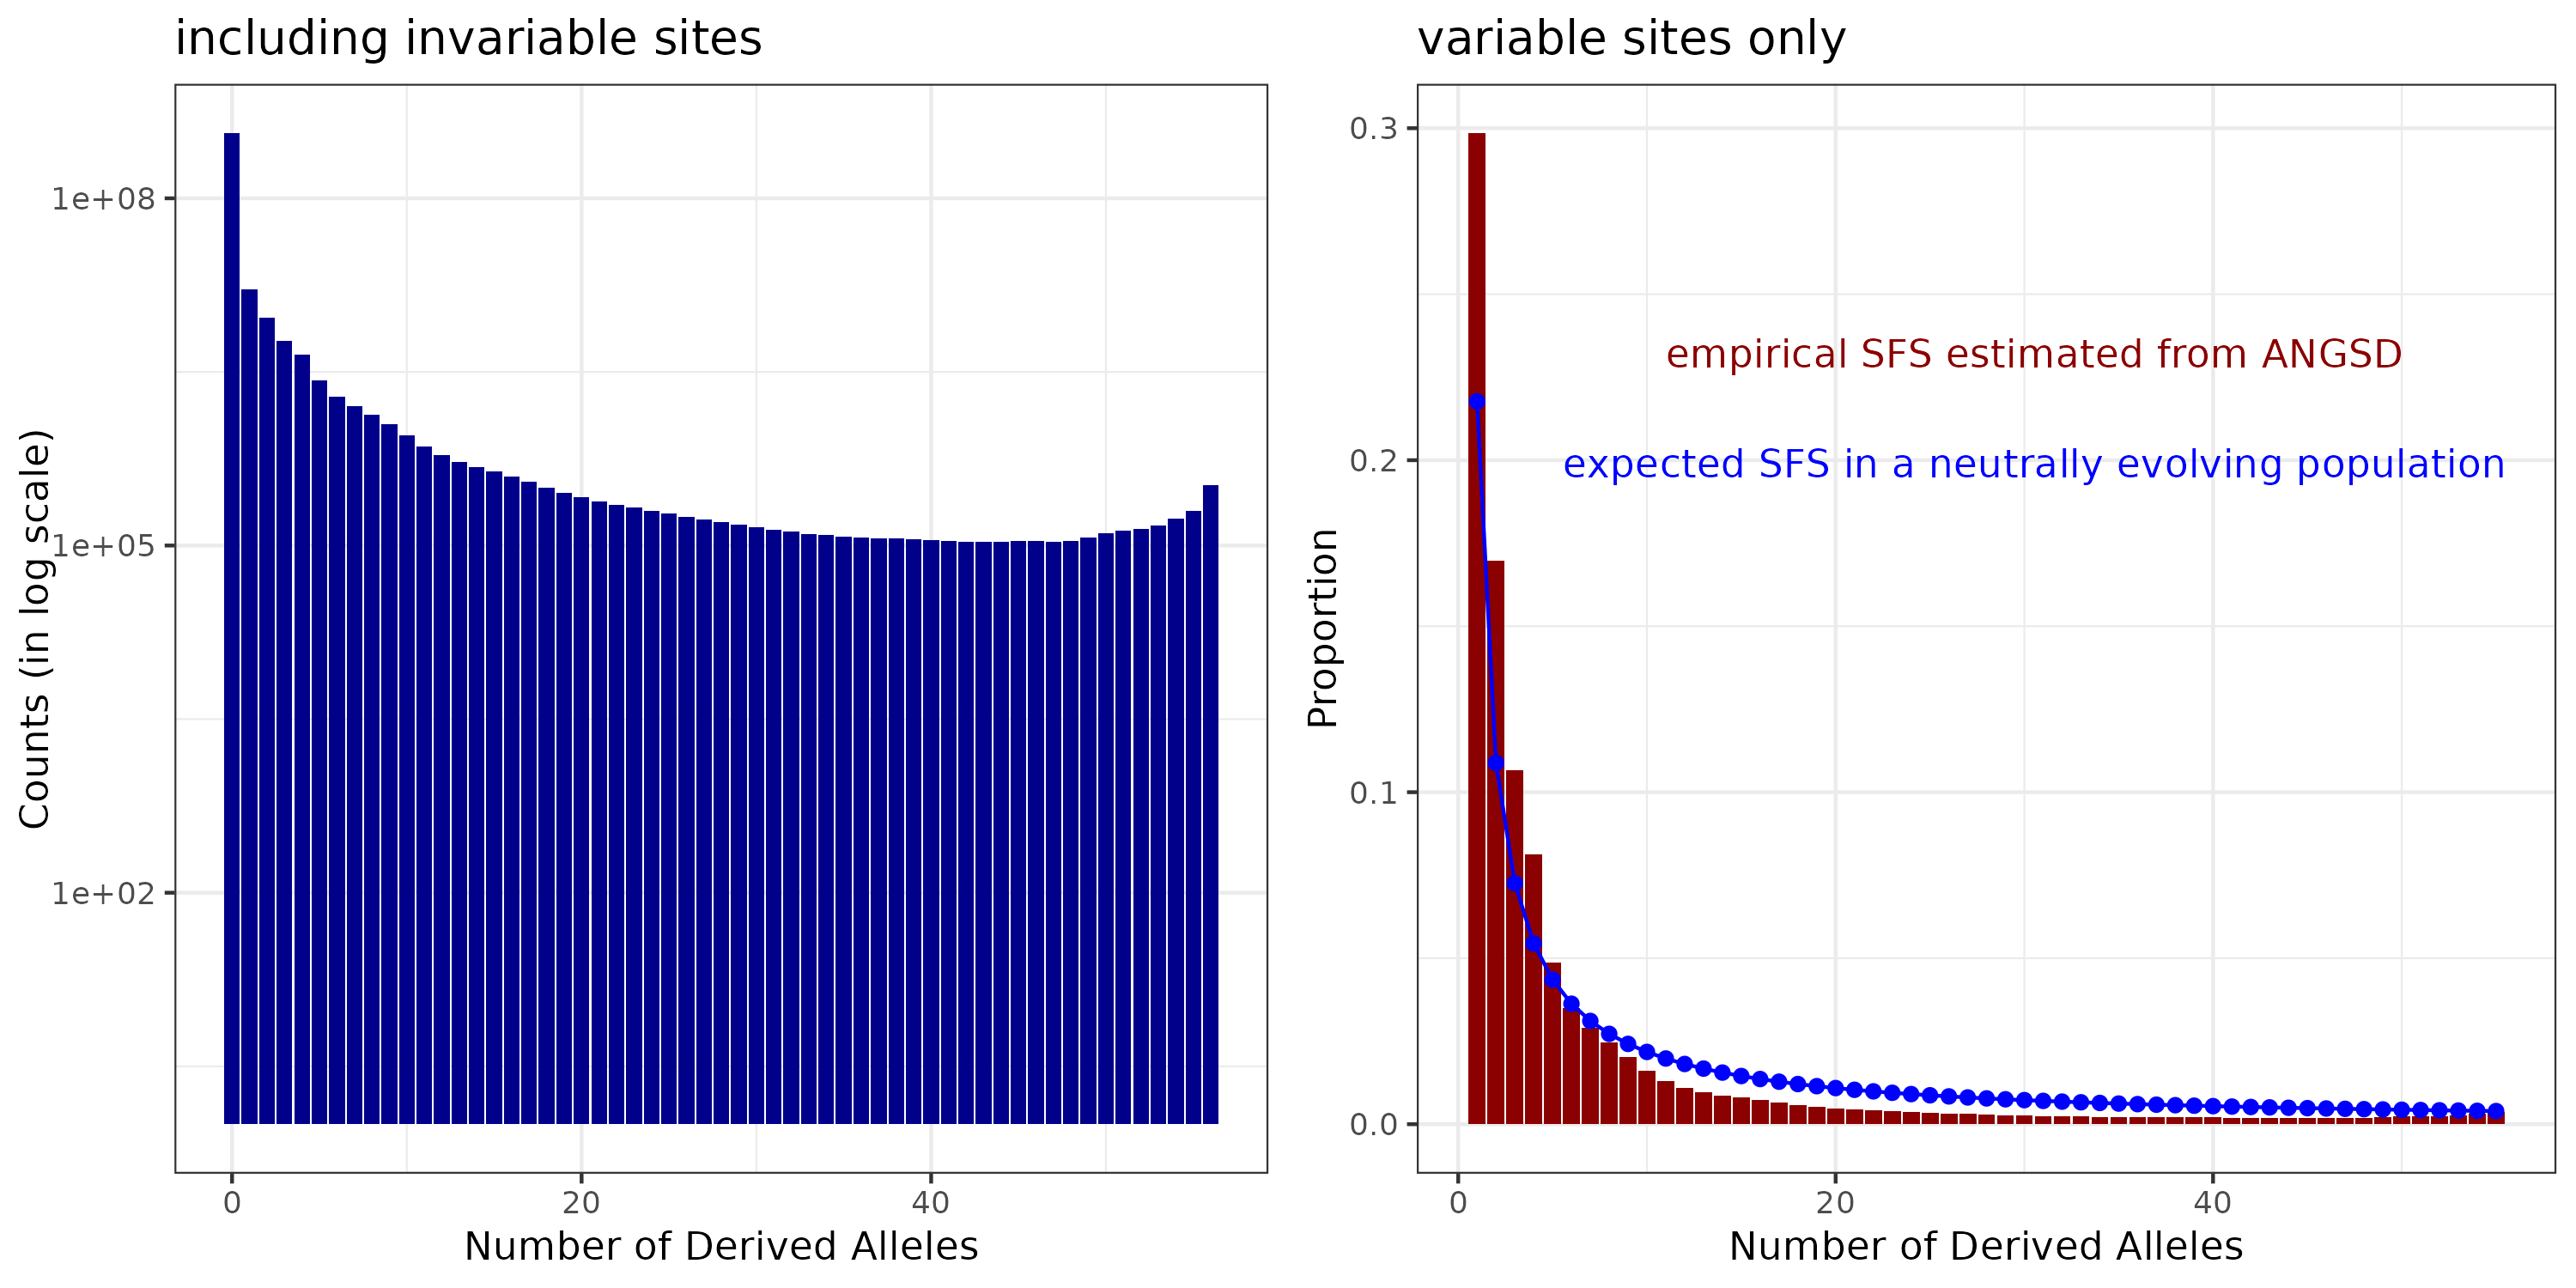 including invariable sites
Counts (in log scale)
1e+08
1e+05
1e+02
0
20
40
Number of Derived Alleles
variable sites only
Proportion
0.3
0.2
0.1
0.0
empirical SFS estimated from ANGSD
expected SFS in a neutrally evolving population
0
20
40
Number of Derived Alleles